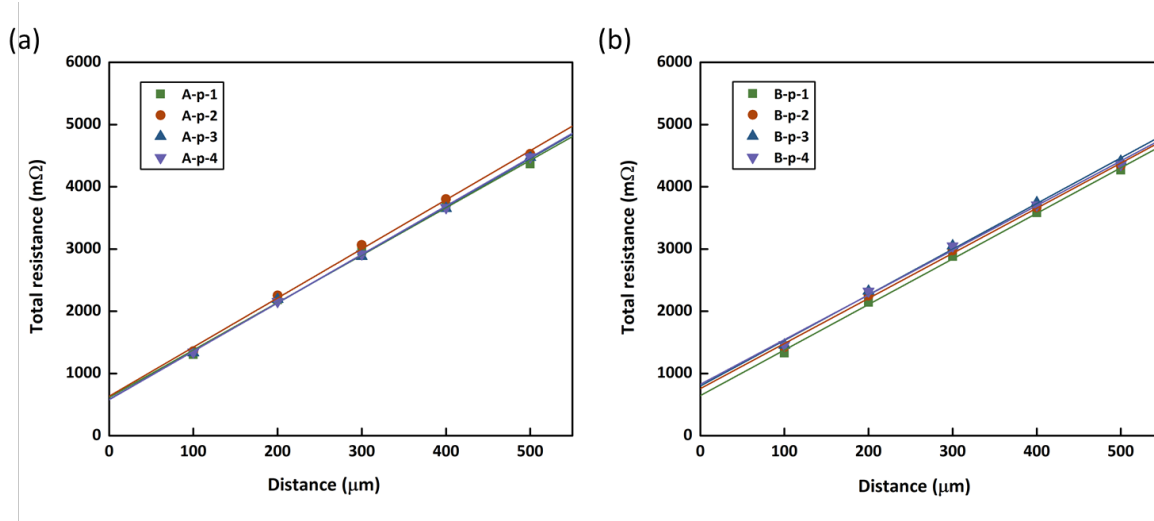 (a)
Total resistance (mΩ)
6000
5000
4000
3000
2000
1000
0
A-p-1
A-p-2
A-p-3
A-p-4
0 100 200 300 400 500
Distance (μm)
(b)
Total resistance (mΩ)
6000
5000
4000
3000
2000
1000
0
B-p-1
B-p-2
B-p-3
B-p-4
0 100 200 300 400 500
Distance (μm)